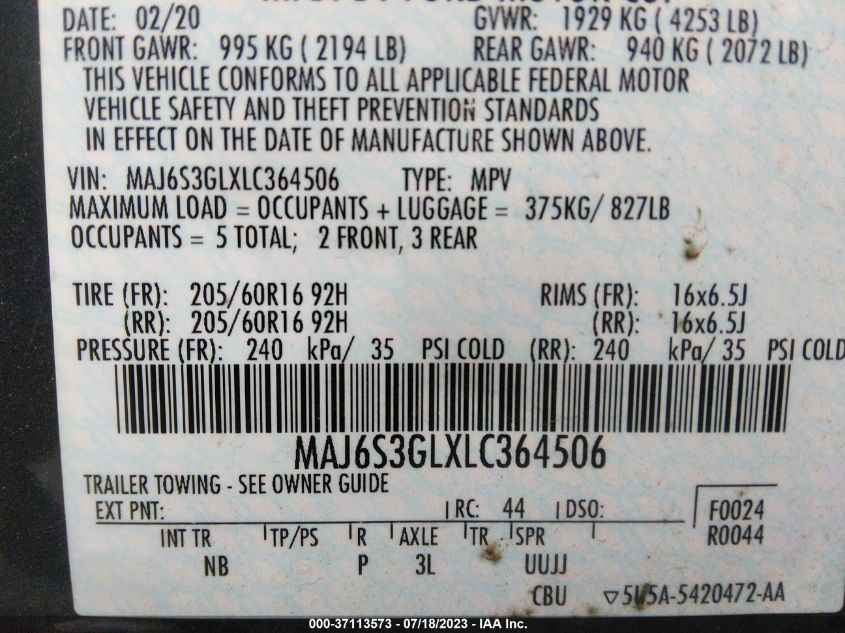 DATE: 02/20 GVWR: 1929 KG ( 4253 LB)
FRONT GAWR: 995 KG ( 2194 LB) REAR GAWR: 940 KG ( 2072 LB)
THIS VEHICLE CONFORMS TO ALL APPLICABLE FEDERAL MOTOR
VEHICLE SAFETY AND THEFT PREVENTION STANDARDS
IN EFFECT ON THE DATE OF MANUFACTURE SHOWN ABOVE.
VIN: MAJ6S3GLXLC364506 TYPE: MPV
MAXIMUM LOAD = OCCUPANTS + LUGGAGE = 375KG/ 827LB
OCCUPANTS = 5 TOTAL; 2 FRONT, 3 REAR
TIRE (FR): 205/60R16 92H RIMS (FR): 16x6.5J
(RR): 205/60R16 92H (RR): 16x6.5J
PRESSURE (FR): 240 kPa/ 35 PSI COLD (RR): 240 kPa/ 35 PSI COLD
MAJ6S3GLXLC364506
TRAILER TOWING - SEE OWNER GUIDE
EXT PNT: RC: 44 DSO: F0024
INT TR TP/PS R AXLE TR SPR R0044
NB P 3L UUJJ
CBU 5U5A-5420472-AA
000-37113573 - 07/18/2023 - IAA Inc.